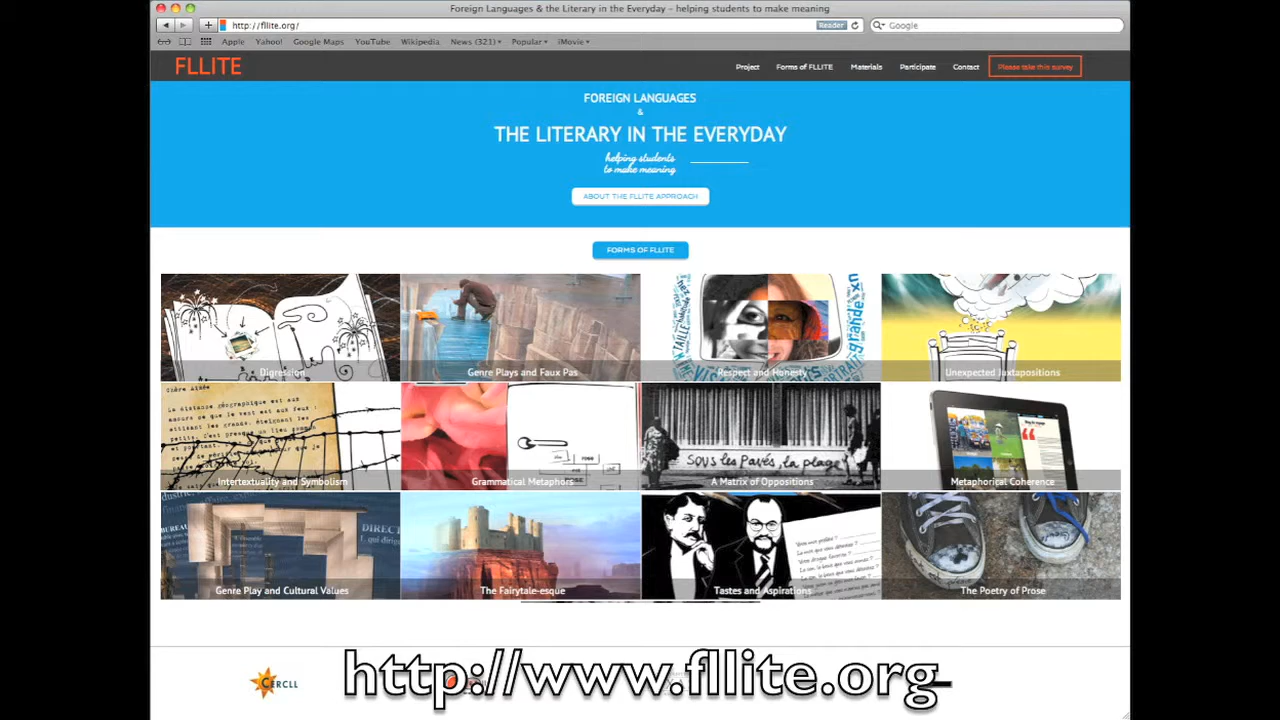 Foreign Languages & the Literary in the Everyday – helping students to make meaning
http://fllite.org/
Reader
Google
Apple Yahoo! Google Maps YouTube Wikipedia News (321) Popular iMovie
FLLITE
Project Forms of FLLITE Materials Participate Contact Please take this survey
FOREIGN LANGUAGES
&
THE LITERARY IN THE EVERYDAY
helping students
to make meaning
ABOUT THE FLLITE APPROACH
FORMS OF FLLITE
Digression
Genre Plays and Faux Pas
Respect and Honesty
Unexpected Juxtapositions
La distance géographique est aux
Intertextuality and Symbolism
Grammatical Metaphors
SOUS les PAVÉS, la plage
A Matrix of Oppositions
Metaphorical Coherence
Genre Play and Cultural Values
The Fairytale-esque
Tastes and Aspirations
The Poetry of Prose
CERCLL
http://www.fllite.org